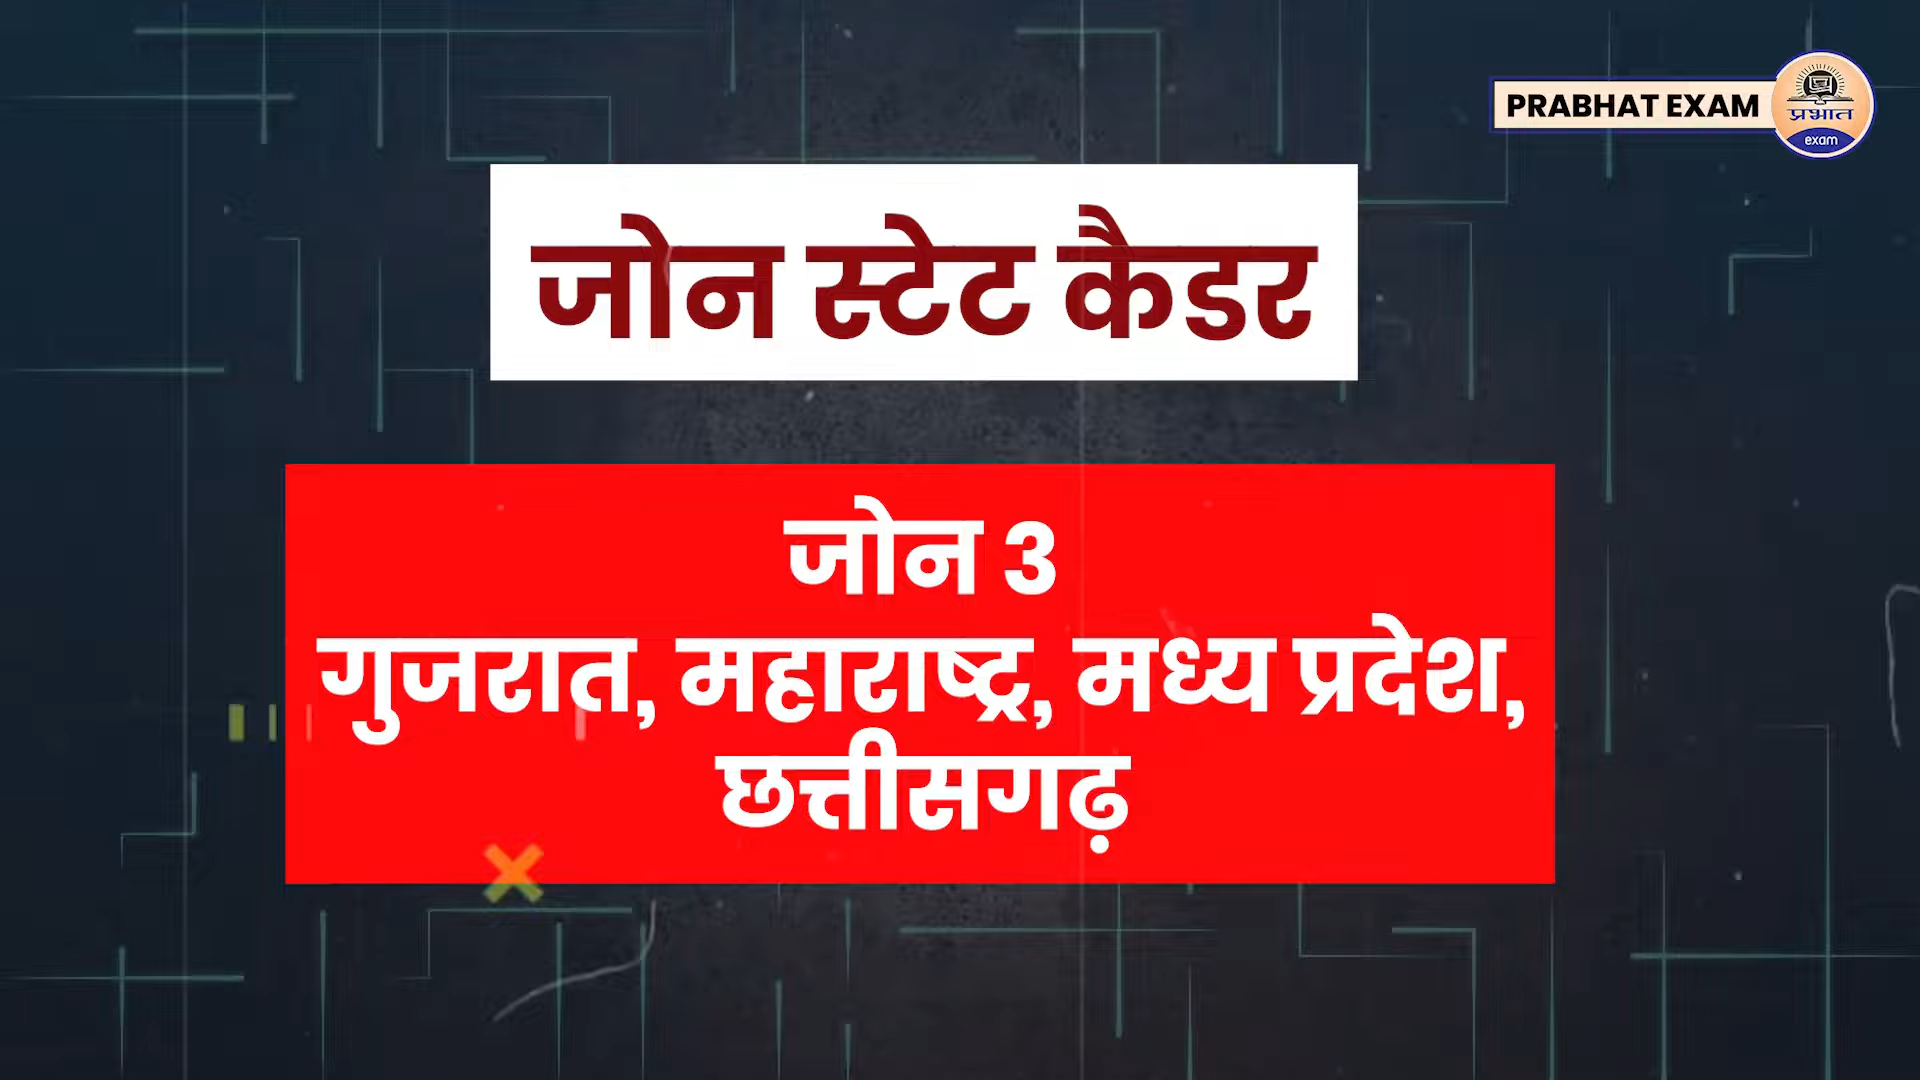 PRABHAT EXAM
प्रभात
exam
जोन स्टेट कैडर
जोन 3
गुजरात, महाराष्ट्र, मध्य प्रदेश,
छत्तीसगढ़